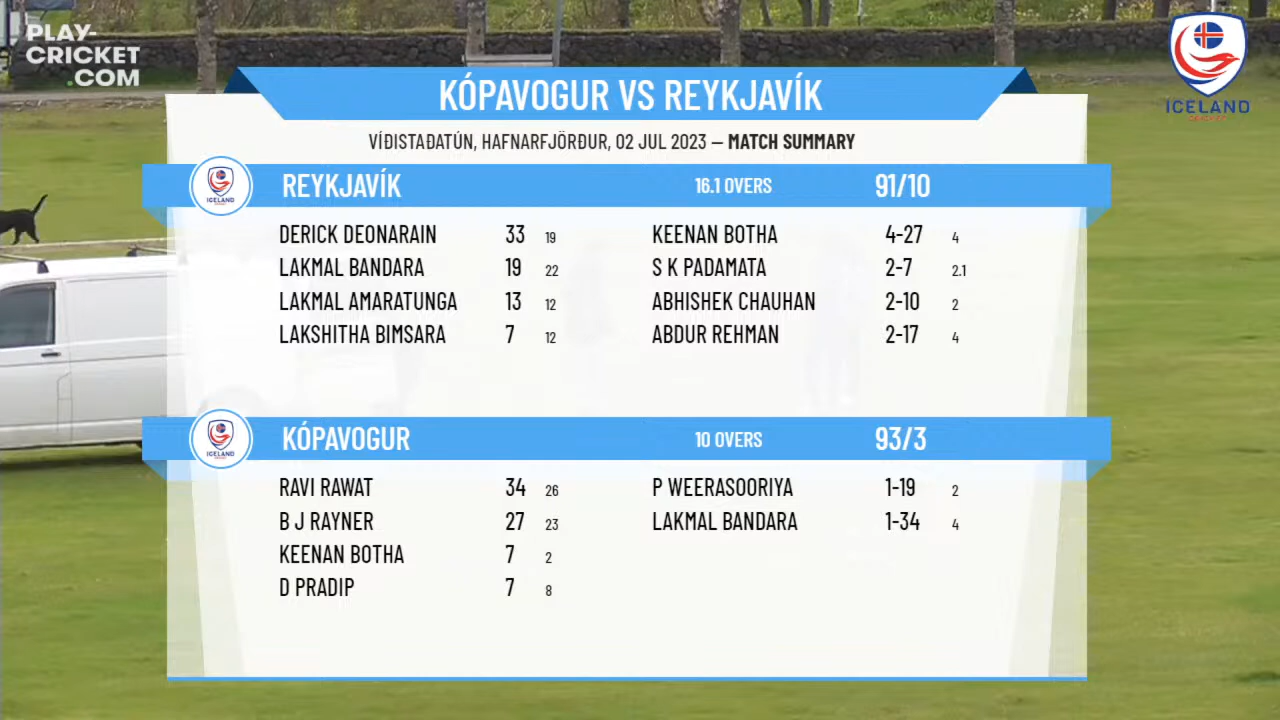 PLAY-
CRICKET
.COM
ICELAND
CRICKET
KÓPAVOGUR VS REYKJAVÍK
VÍÐISTAÐATÚN, HAFNARFJÖRÐUR, 02 JUL 2023 – MATCH SUMMARY
ICELAND
REYKJAVÍK 16.1 OVERS 91/10
DERICK DEONARAIN 33 19 KEENAN BOTHA 4-27 4
LAKMAL BANDARA 19 22 S K PADAMATA 2-7 2.1
LAKMAL AMARATUNGA 13 12 ABHISHEK CHAUHAN 2-10 2
LAKSHITHA BIMSARA 7 12 ABDUR REHMAN 2-17 4
ICELAND
KÓPAVOGUR 10 OVERS 93/3
RAVI RAWAT 34 26 P WEERASOORIYA 1-19 2
B J RAYNER 27 23 LAKMAL BANDARA 1-34 4
KEENAN BOTHA 7 2
D PRADIP 7 8